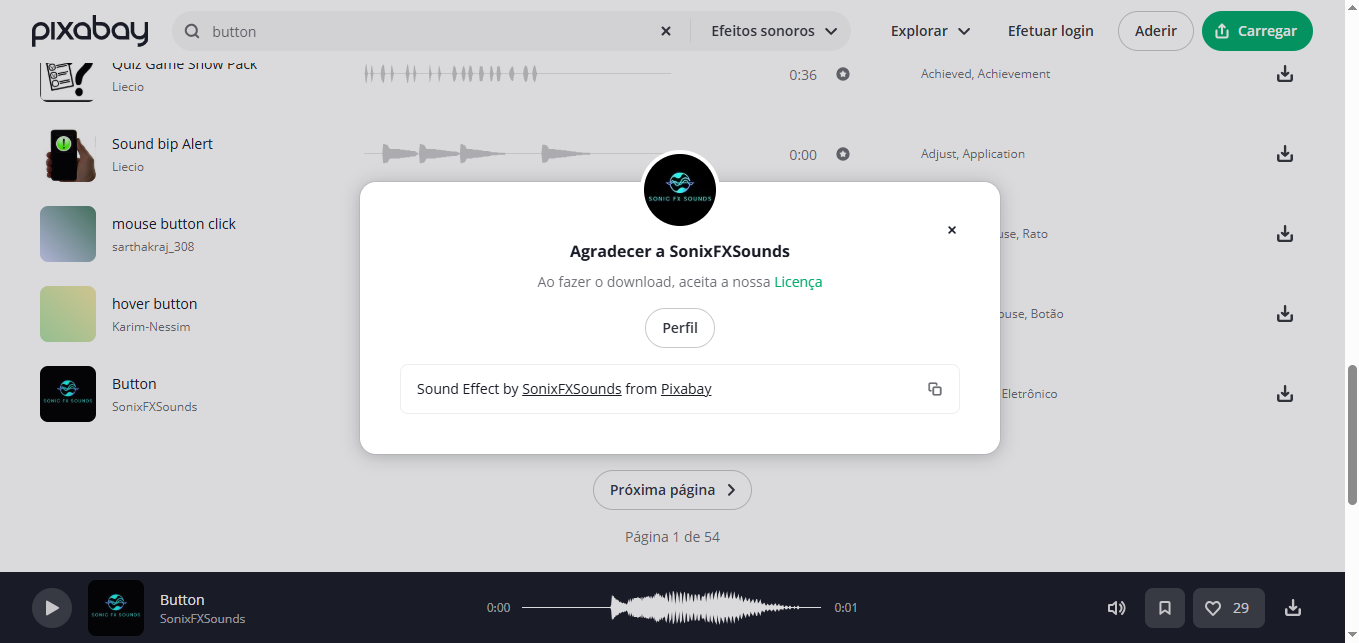 pixabay
button
Efeitos sonoros
Explorar
Efetuar login
Aderir
Carregar
Quiz Game Show Pack
Liecio
0:36
Achieved, Achievement
Sound bip Alert
Liecio
0:00
Adjust, Application
mouse button click
sarthakraj_308
use, Rato
hover button
Karim-Nessim
ouse, Botão
Button
SonixFXSounds
Eletrônico
SONIC FX SOUNDS
Agradecer a SonixFXSounds
Ao fazer o download, aceita a nossa Licença
Perfil
Sound Effect by SonixFXSounds from Pixabay
Próxima página
Página 1 de 54
Button
SonixFXSounds
0:00
0:01
29